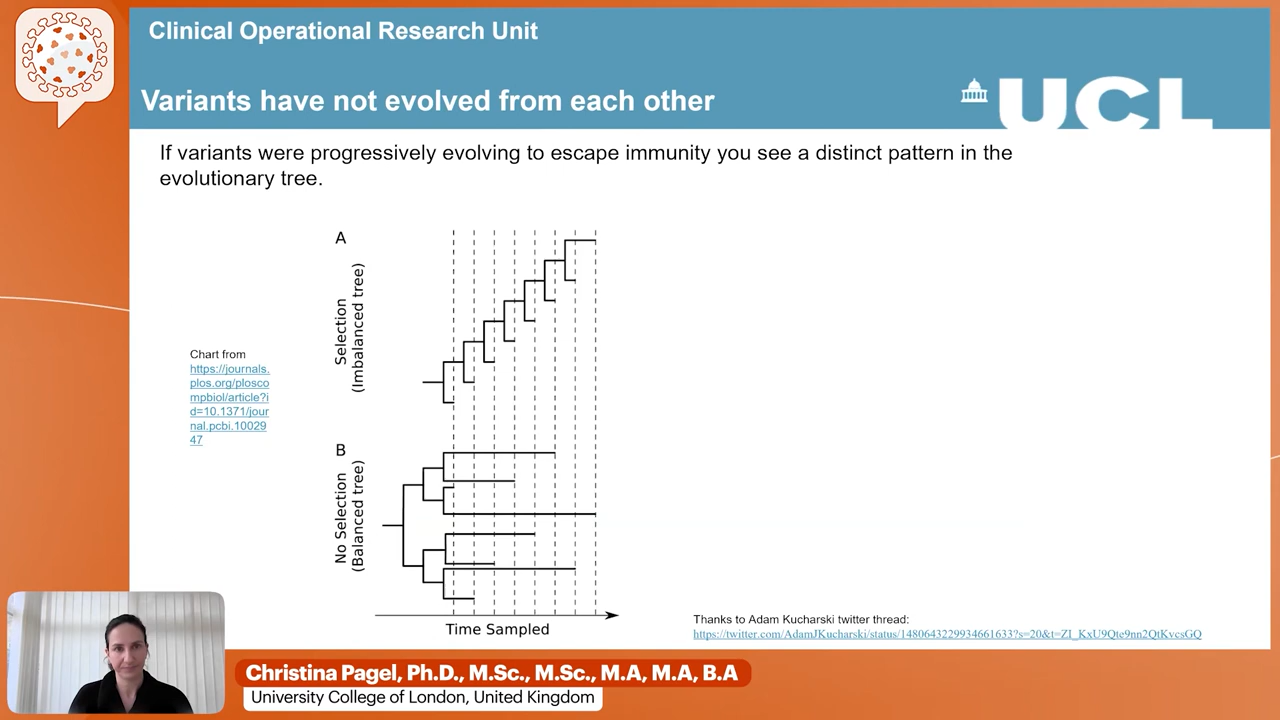 Clinical Operational Research Unit
Variants have not evolved from each other
UCL
If variants were progressively evolving to escape immunity you see a distinct pattern in the
evolutionary tree.
A
Selection
(Imbalanced tree)
Chart from
https://journals.
plos.org/plosco
mpbiol/article?i
d=10.1371/jour
nal.pcbi.10029
47
B
No Selection
(Balanced tree)
Time Sampled
Thanks to Adam Kucharski twitter thread:
https://twitter.com/AdamJKucharski/status/1480643229934661633?s=20&t=ZI_KxU9Qte9nn2QtKvcsGQ
Christina Pagel, Ph.D., M.Sc., M.Sc., M.A, M.A, B.A
University College of London, United Kingdom